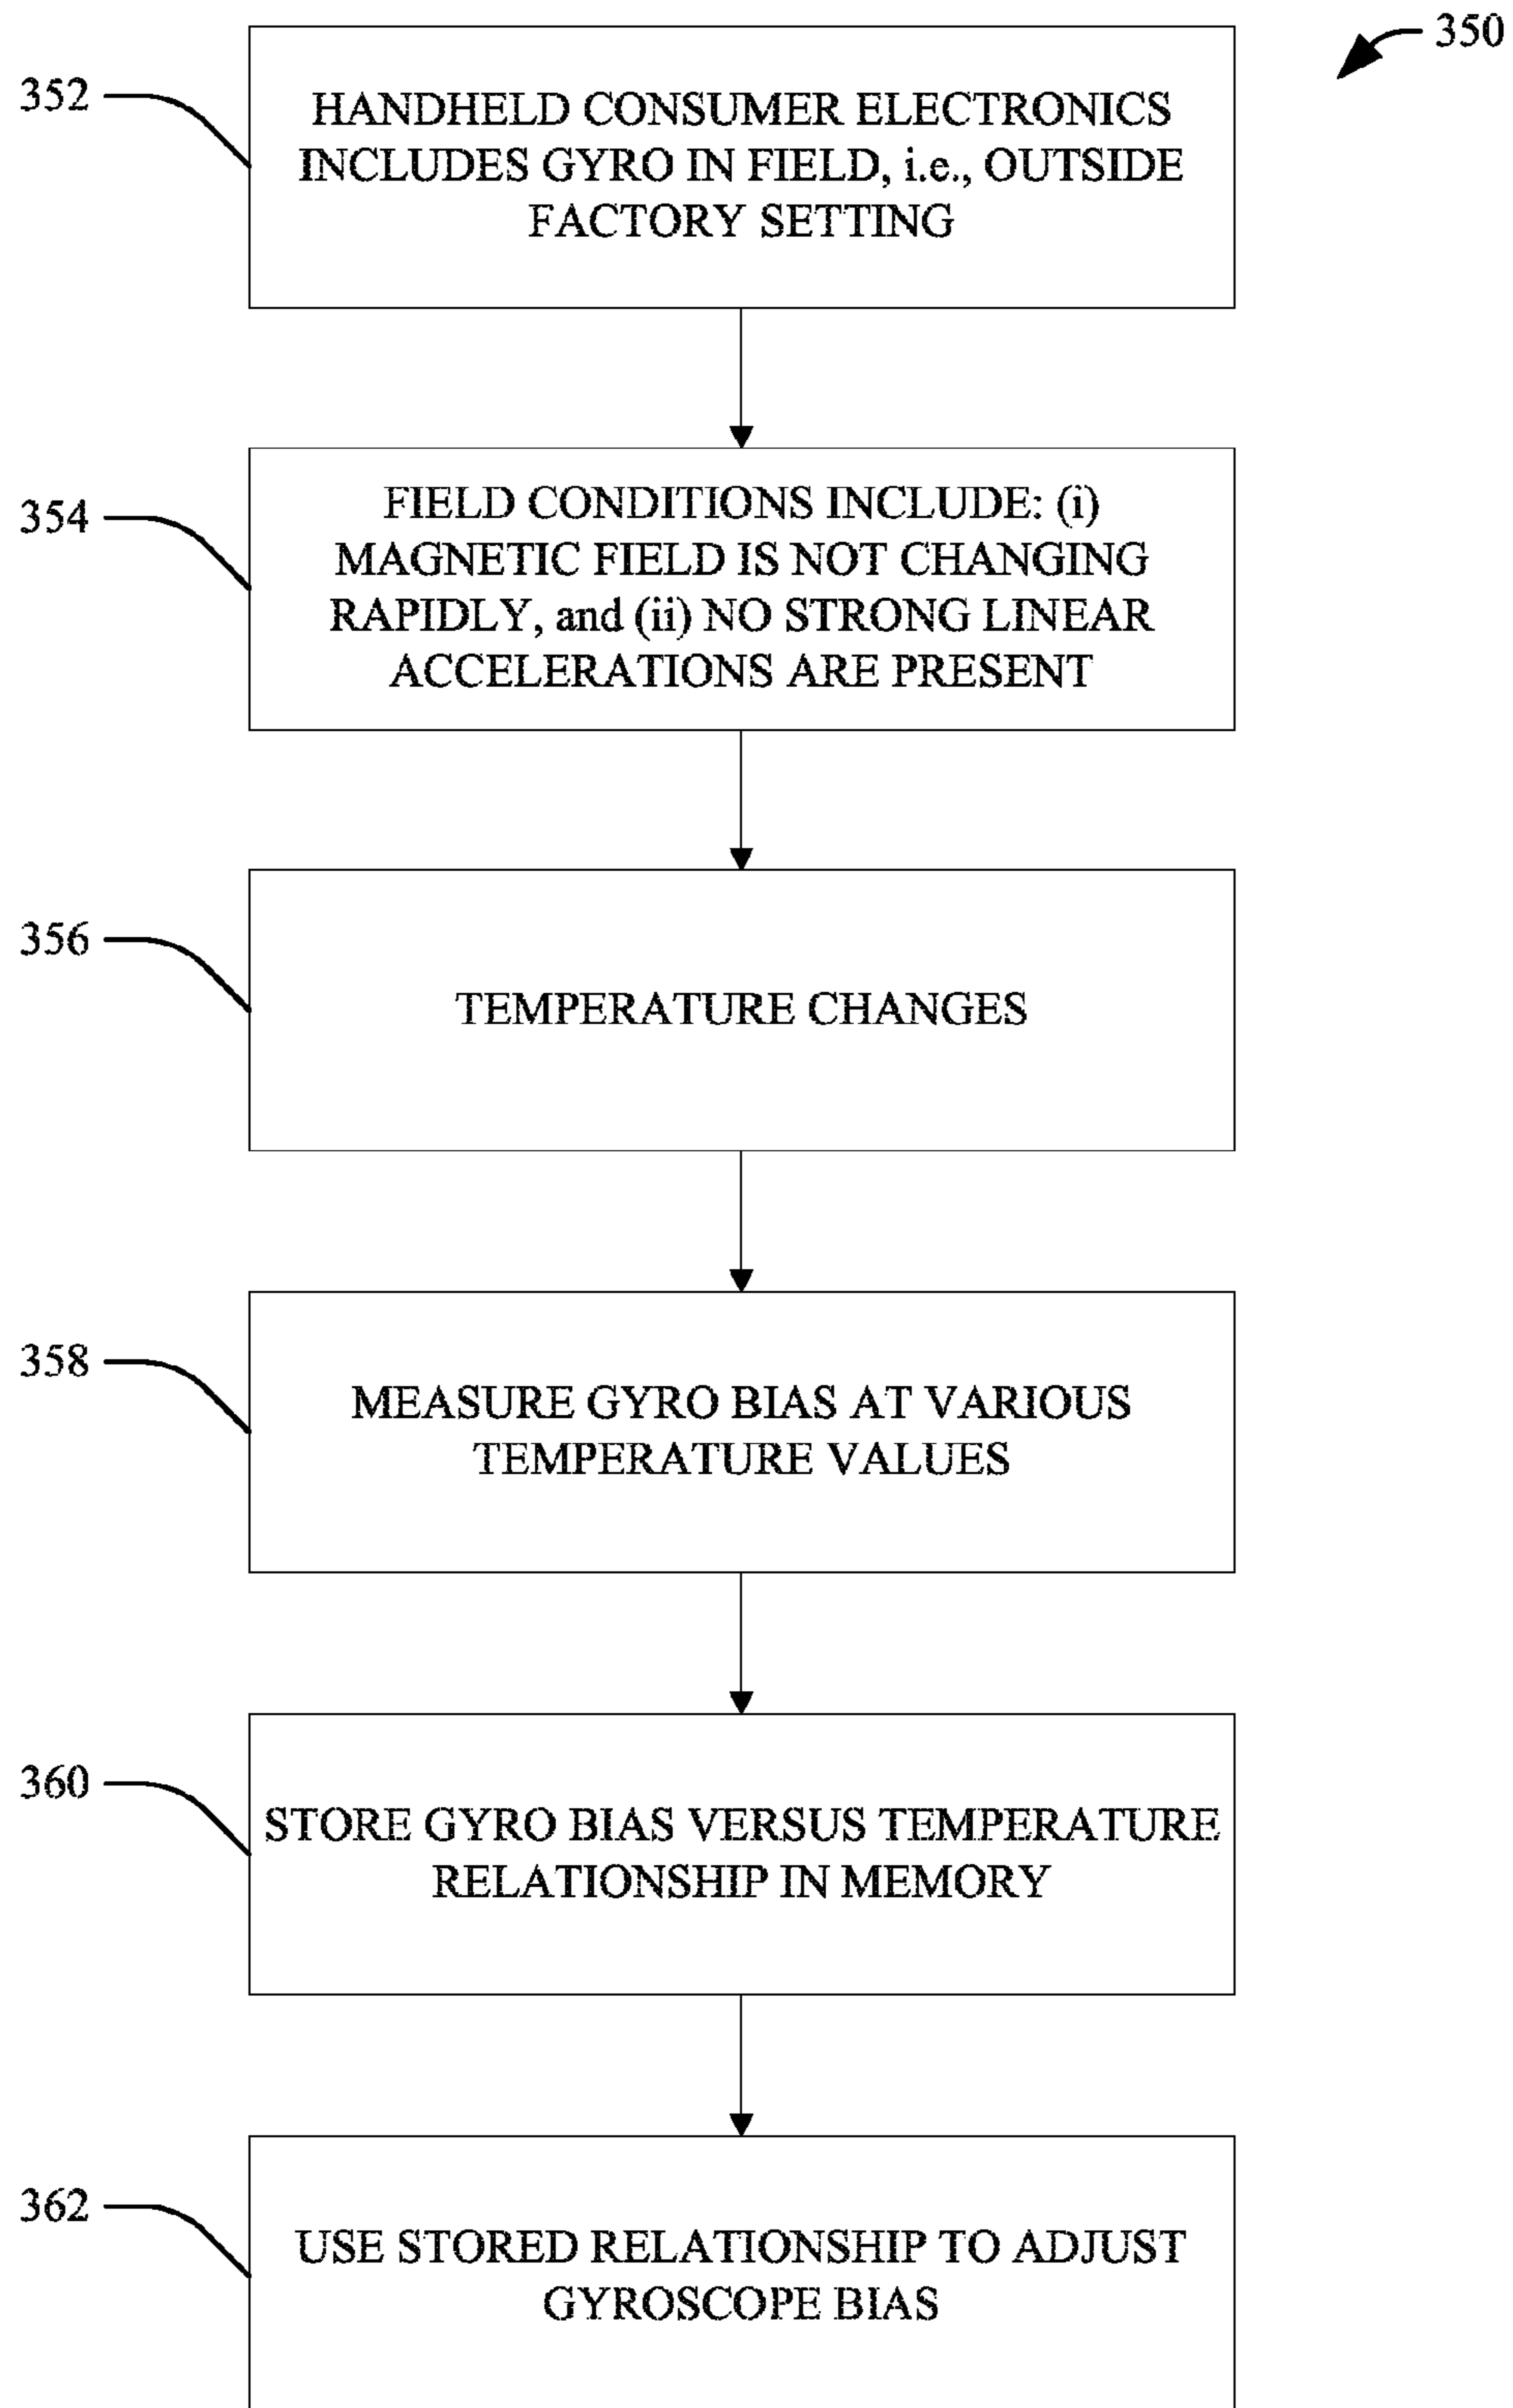 350
352
HANDHELD CONSUMER ELECTRONICS
INCLUDES GYRO IN FIELD, i.e., OUTSIDE
FACTORY SETTING
354
FIELD CONDITIONS INCLUDE: (i)
MAGNETIC FIELD IS NOT CHANGING
RAPIDLY, and (ii) NO STRONG LINEAR
ACCELERATIONS ARE PRESENT
356
TEMPERATURE CHANGES
358
MEASURE GYRO BIAS AT VARIOUS
TEMPERATURE VALUES
360
STORE GYRO BIAS VERSUS TEMPERATURE
RELATIONSHIP IN MEMORY
362
USE STORED RELATIONSHIP TO ADJUST
GYROSCOPE BIAS